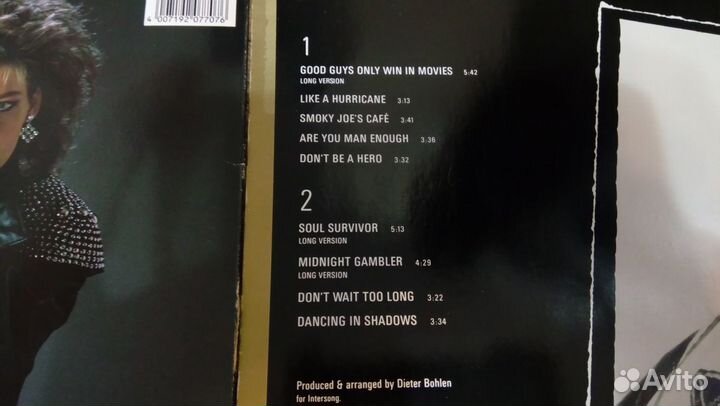 4 007192 077076
1
GOOD GUYS ONLY WIN IN MOVIES 5:42
LONG VERSION
LIKE A HURRICANE 3:13
SMOKY JOE'S CAFÉ 3:41
ARE YOU MAN ENOUGH 3:36
DON'T BE A HERO 3:32
2
SOUL SURVIVOR 5:13
LONG VERSION
MIDNIGHT GAMBLER 4:29
LONG VERSION
DON'T WAIT TOO LONG 3:22
DANCING IN SHADOWS 3:34
Produced & arranged by Dieter Bohlen
for Intersong.
Avito